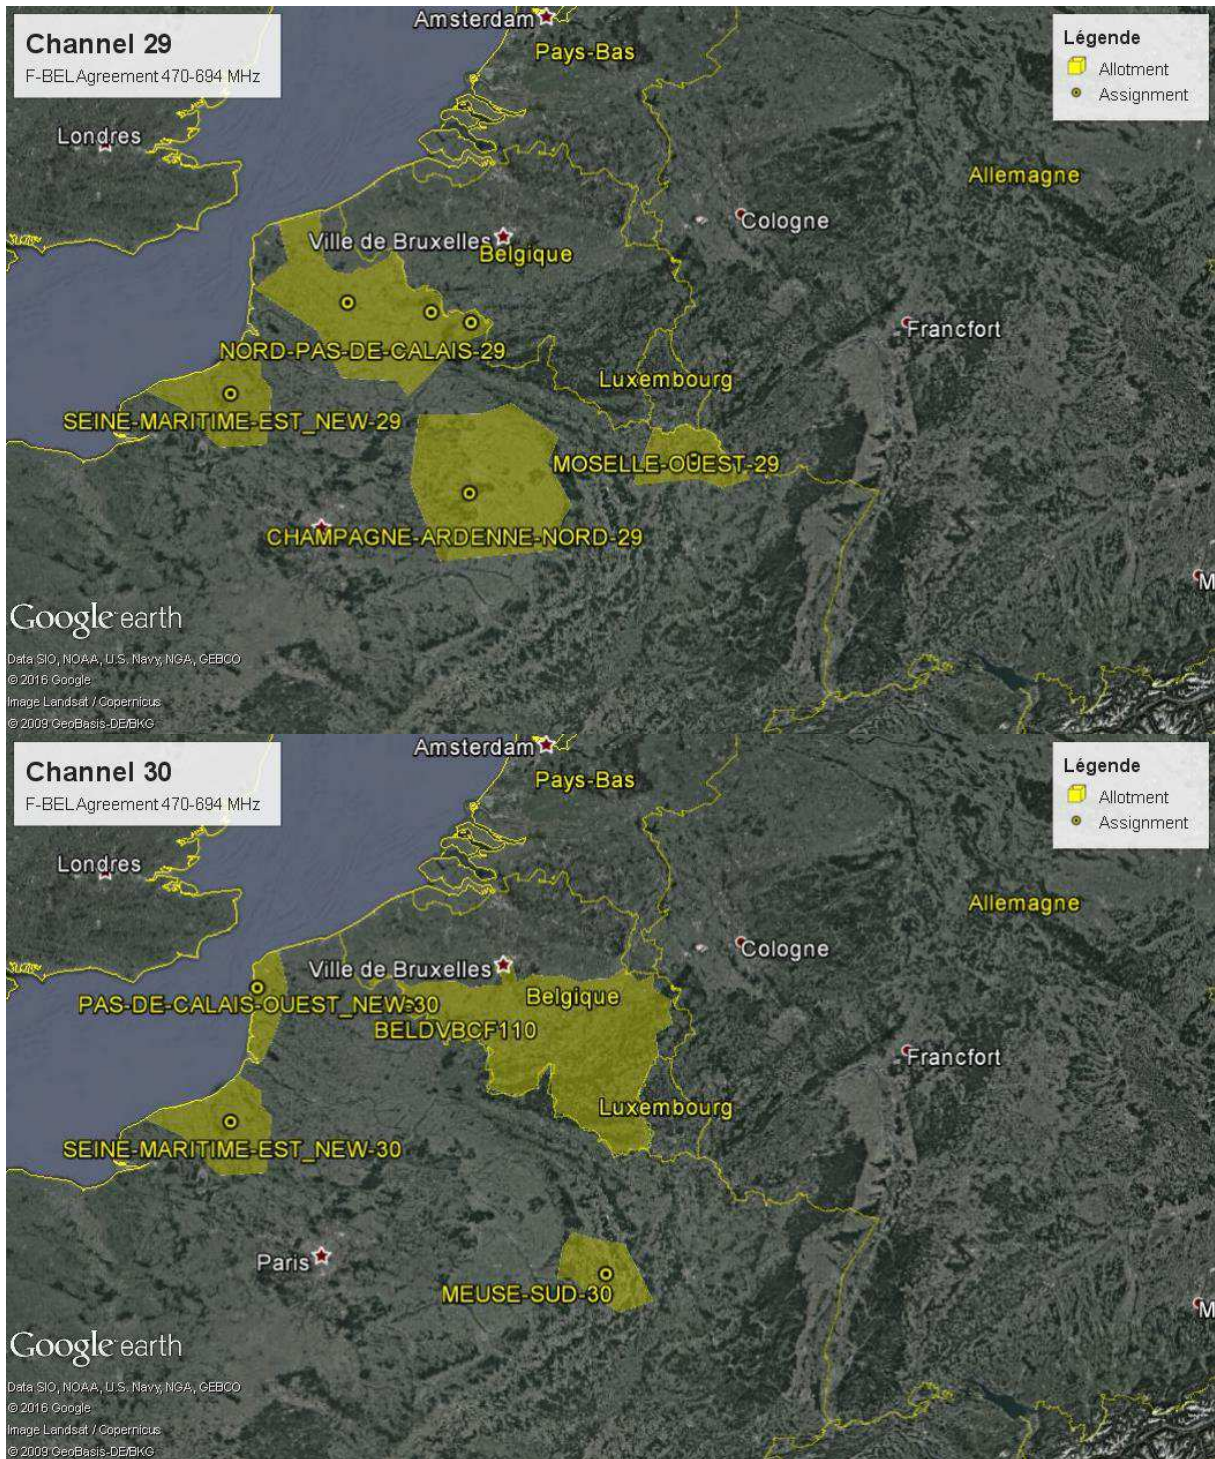 Channel 29
F-BEL Agreement 470-694 MHz
Légende
Allotment
Assignment
Amsterdam
Pays-Bas
Londres
Allemagne
Cologne
Ville de Bruxelles
Belgique
Francfort
NORD-PAS-DE-CALAIS-29
Luxembourg
SEINE-MARITIME-EST_NEW-29
MOSELLE-OUEST-29
CHAMPAGNE-ARDENNE-NORD-29
M
Google earth
Data SIO, NOAA, U.S. Navy, NGA, GEBCO
© 2016 Google
Image Landsat / Copernicus
© 2009 GeoBasis-DE/BKG
Channel 30
F-BEL Agreement 470-694 MHz
Légende
Allotment
Assignment
Amsterdam
Pays-Bas
Londres
Allemagne
Cologne
Ville de Bruxelles
Belgique
PAS-DE-CALAIS-OUEST_NEW-30
BELDVBCF110
Francfort
Luxembourg
SEINE-MARITIME-EST_NEW-30
Paris
MEUSE-SUD-30
M
Google earth
Data SIO, NOAA, U.S. Navy, NGA, GEBCO
© 2016 Google
Image Landsat / Copernicus
© 2009 GeoBasis-DE/BKG